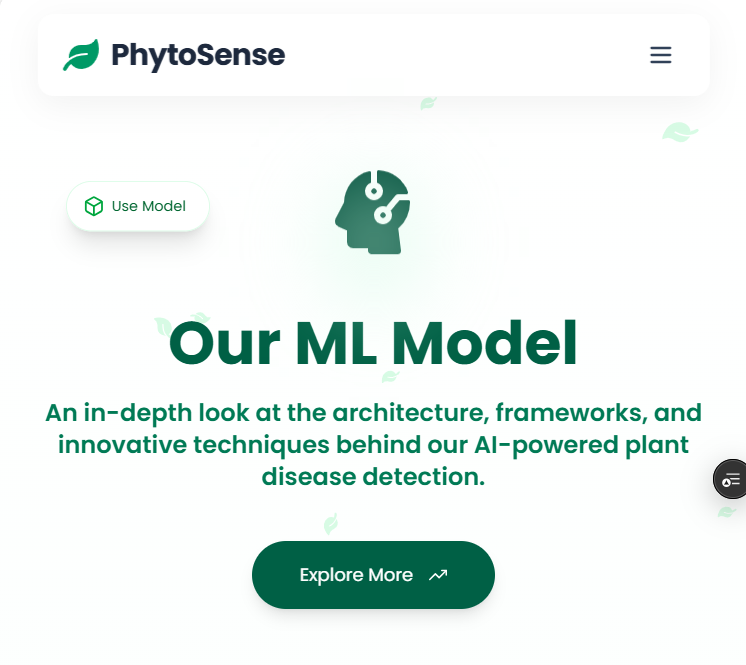 PhytoSense
Use Model
Our ML Model
An in-depth look at the architecture, frameworks, and
innovative techniques behind our AI-powered plant
disease detection.
Explore More